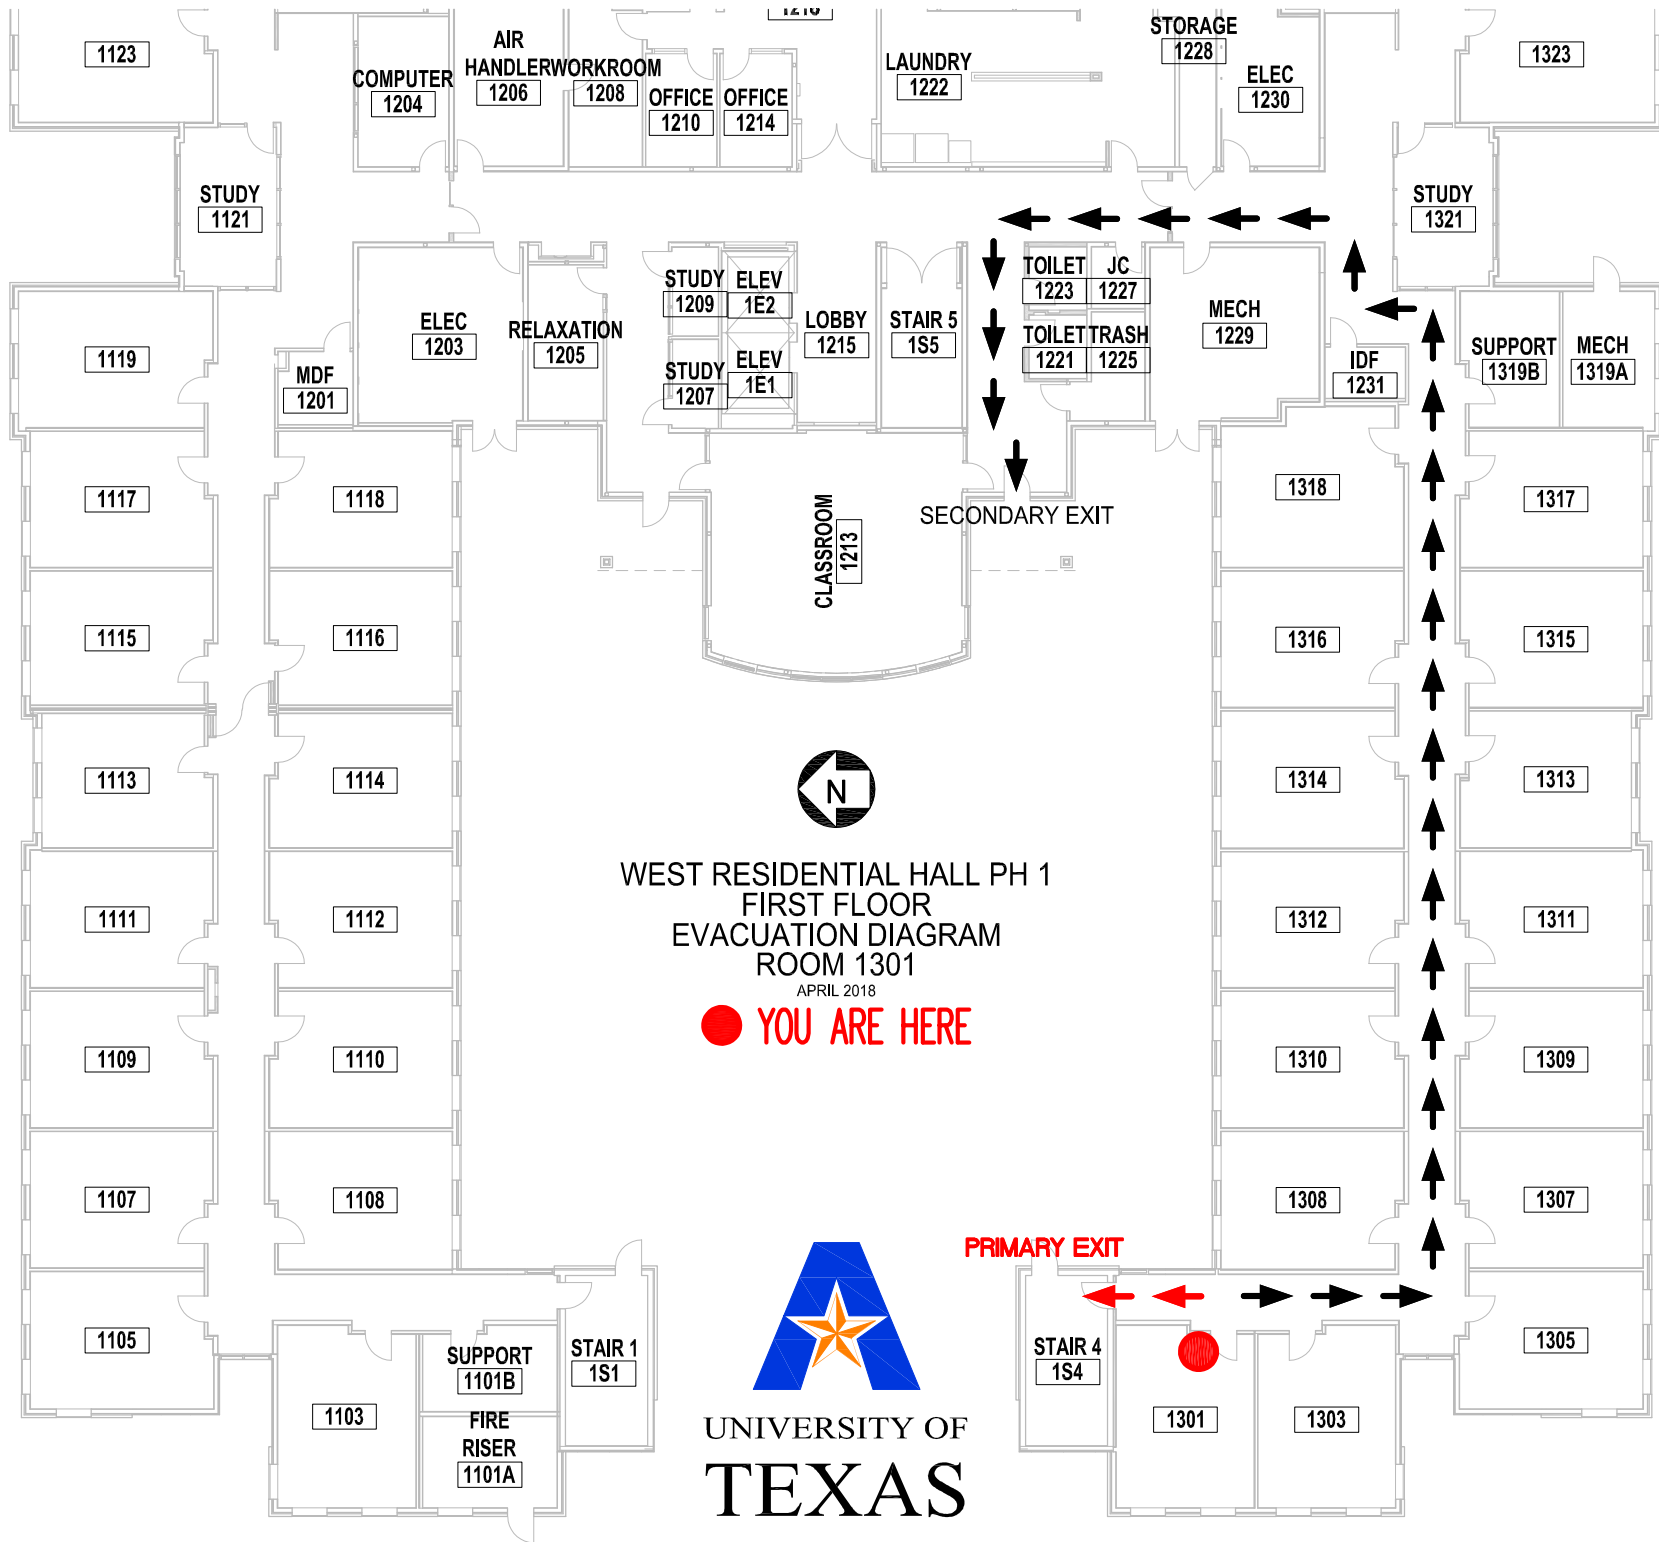 1123
COMPUTER
1204
AIR
HANDLER
1206
WORKROOM
1208
OFFICE
1210
OFFICE
1214
LAUNDRY
1222
STORAGE
1228
ELEC
1230
1323
STUDY
1121
STUDY
1321
STUDY
1209
ELEV
1E2
TOILET
1223
JC
1227
1119
MDF
1201
ELEC
1203
RELAXATION
1205
STUDY
1207
ELEV
1E1
LOBBY
1215
STAIR 5
1S5
TOILET
1221
TRASH
1225
MECH
1229
IDF
1231
SUPPORT
1319B
MECH
1319A
1117
1118
CLASSROOM
1213
SECONDARY EXIT
1318
1317
1115
1116
1316
1315
1113
1114
N
1314
1313
WEST RESIDENTIAL HALL PH 1
FIRST FLOOR
EVACUATION DIAGRAM
ROOM 1301
APRIL 2018
YOU ARE HERE
1111
1112
1312
1311
1109
1110
1310
1309
1107
1108
1308
1307
PRIMARY EXIT
1105
1103
SUPPORT
1101B
FIRE
RISER
1101A
STAIR 1
1S1
STAIR 4
1S4
1301
1303
1305
UNIVERSITY OF
TEXAS